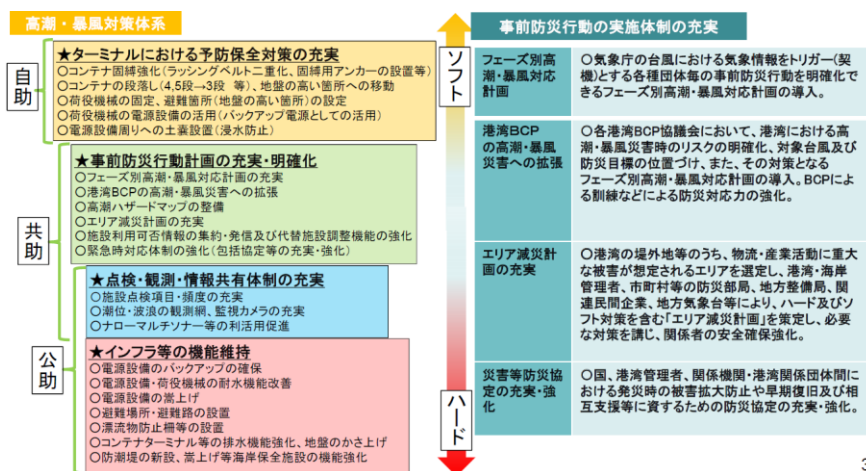 高潮・暴風対策体系
自助
★ターミナルにおける予防保全対策の充実
○コンテナ固縛強化(ラッシングベルト二重化、固縛用アンカーの設置等)
○コンテナの段落し(4,5段→3段 等)、地盤の高い箇所への移動
○荷役機械の固定、避難箇所(地盤の高い箇所)の設定
○荷役機械の電源設備の活用(バックアップ電源としての活用)
○電源設備周りへの土嚢設置(浸水防止)
共助
★事前防災行動計画の充実・明確化
○フェーズ別高潮・暴風対応計画の充実
○港湾BCPの高潮・暴風災害への拡張
○高潮ハザードマップの整備
○エリア減災計画の充実
○施設利用可否情報の集約・発信及び代替施設調整機能の強化
○緊急時対応体制の強化(包括協定等の充実・強化)
公助
★点検・観測・情報共有体制の充実
○施設点検項目・頻度の充実
○潮位・波浪の観測網、監視カメラの充実
○ナローマルチソナー等の利活用促進
★インフラ等の機能維持
○電源設備のバックアップの確保
○電源設備・荷役機械の耐水機能改善
○電源設備の嵩上げ
○避難場所・避難路の設置
○漂流物防止柵等の設置
○コンテナターミナル等の排水機能強化、地盤のかさ上げ
○防潮堤の新設、嵩上げ等海岸保全施設の機能強化
ソフト
ハード
事前防災行動の実施体制の充実
フェーズ別高
潮・暴風対応
計画
○気象庁の台風における気象情報をトリガー(契
機)とする各種団体毎の事前防災行動を明確化で
きるフェーズ別高潮・暴風対応計画の導入。
港湾BCP
の高潮・暴風
災害への拡張
○各港湾BCP協議会において、港湾における高
潮・暴風災害時のリスクの明確化、対象台風及び
防災目標の位置づけ、また、その対策となる
フェーズ別高潮・暴風対応計画の導入。BCPによ
る訓練などによる防災対応力の強化。
エリア減災計
画の充実
○港湾の堤外地等のうち、物流・産業活動に重大
な被害が想定されるエリアを選定し、港湾・海岸
管理者、市町村等の防災部局、地方整備局、関
連民間企業、地方気象台等により、ハード及びソ
フト対策を含む「エリア減災計画」を策定し、必要
な対策を講じ、関係者の安全確保強化。
災害等防災協
定の充実・強
化
○国、港湾管理者、関係機関・港湾関係団体間に
おける発災時の被害拡大防止や早期復旧及び相
互支援等に資するための防災協定の充実・強化。
3